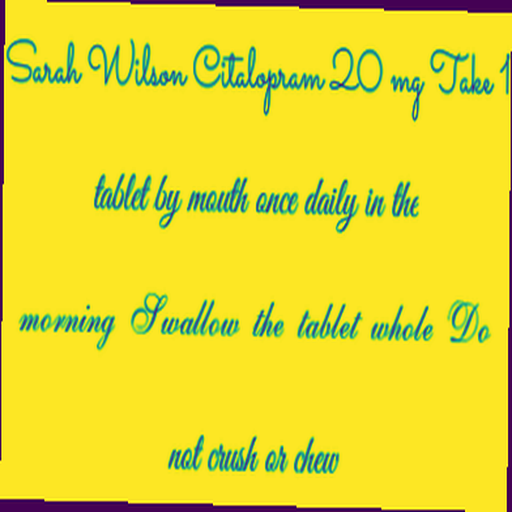 Sarah Wilson Citalopram 20 mg Take 1
tablet by mouth once daily in the
morning Swallow the tablet whole Do
not crush or chew